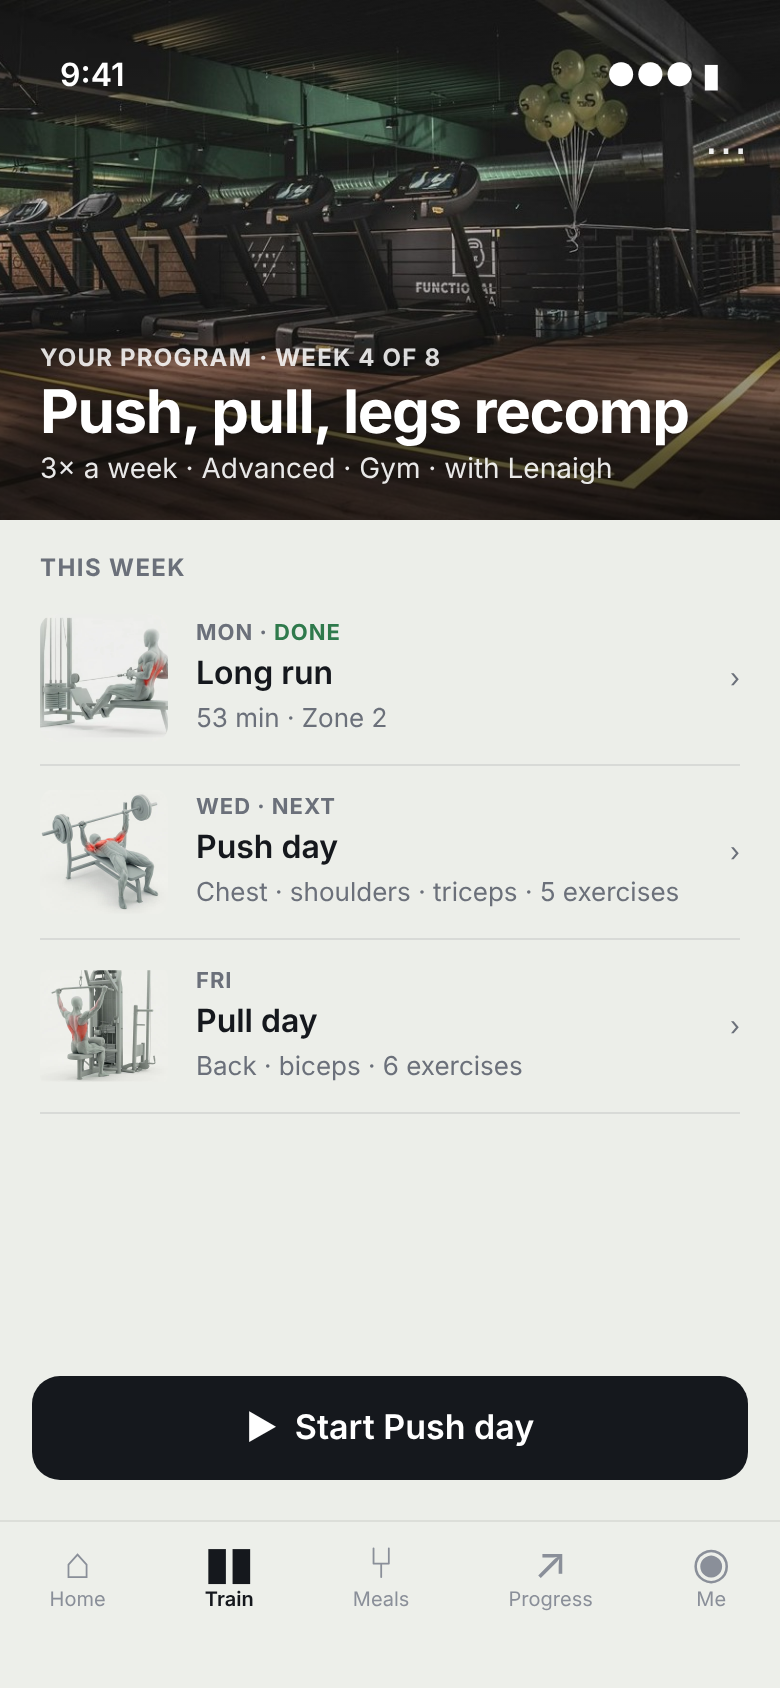 9:41
...
FUNCTIONAL
YOUR PROGRAM · WEEK 4 OF 8
Push, pull, legs recomp
3× a week · Advanced · Gym · with Lenaigh
THIS WEEK
MON · DONE
Long run
53 min · Zone 2
WED · NEXT
Push day
Chest · shoulders · triceps · 5 exercises
FRI
Pull day
Back · biceps · 6 exercises
Start Push day
Home
Train
Meals
Progress
Me